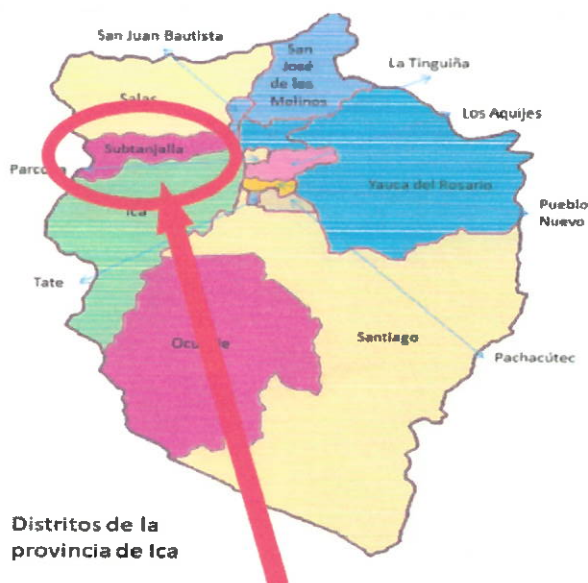 San Juan Bautista
San
José
de los
Molinos
La Tinguiña
Salas
Los Aquijes
Subtanjalla
Yauca del Rosario
Ica
Pueblo
Nuevo
Tate
Santiago
Pachacútec
Distritos de la
provincia de Ica